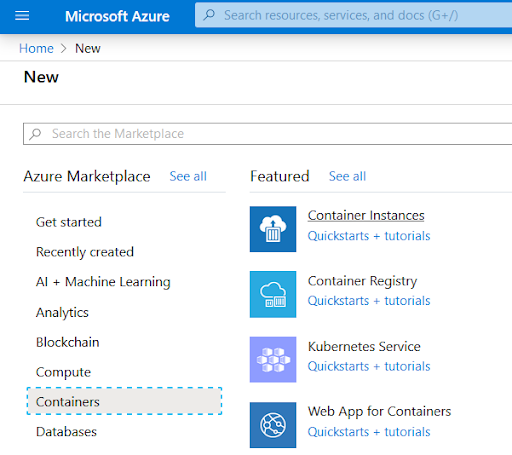 Microsoft Azure
Search resources, services, and docs (G+/)
Home > New
New
Search the Marketplace
Azure Marketplace See all
Get started
Recently created
AI + Machine Learning
Analytics
Blockchain
Compute
Containers
Databases
Featured See all
Container Instances
Quickstarts + tutorials
Container Registry
Quickstarts + tutorials
Kubernetes Service
Quickstarts + tutorials
Web App for Containers
Quickstarts + tutorials